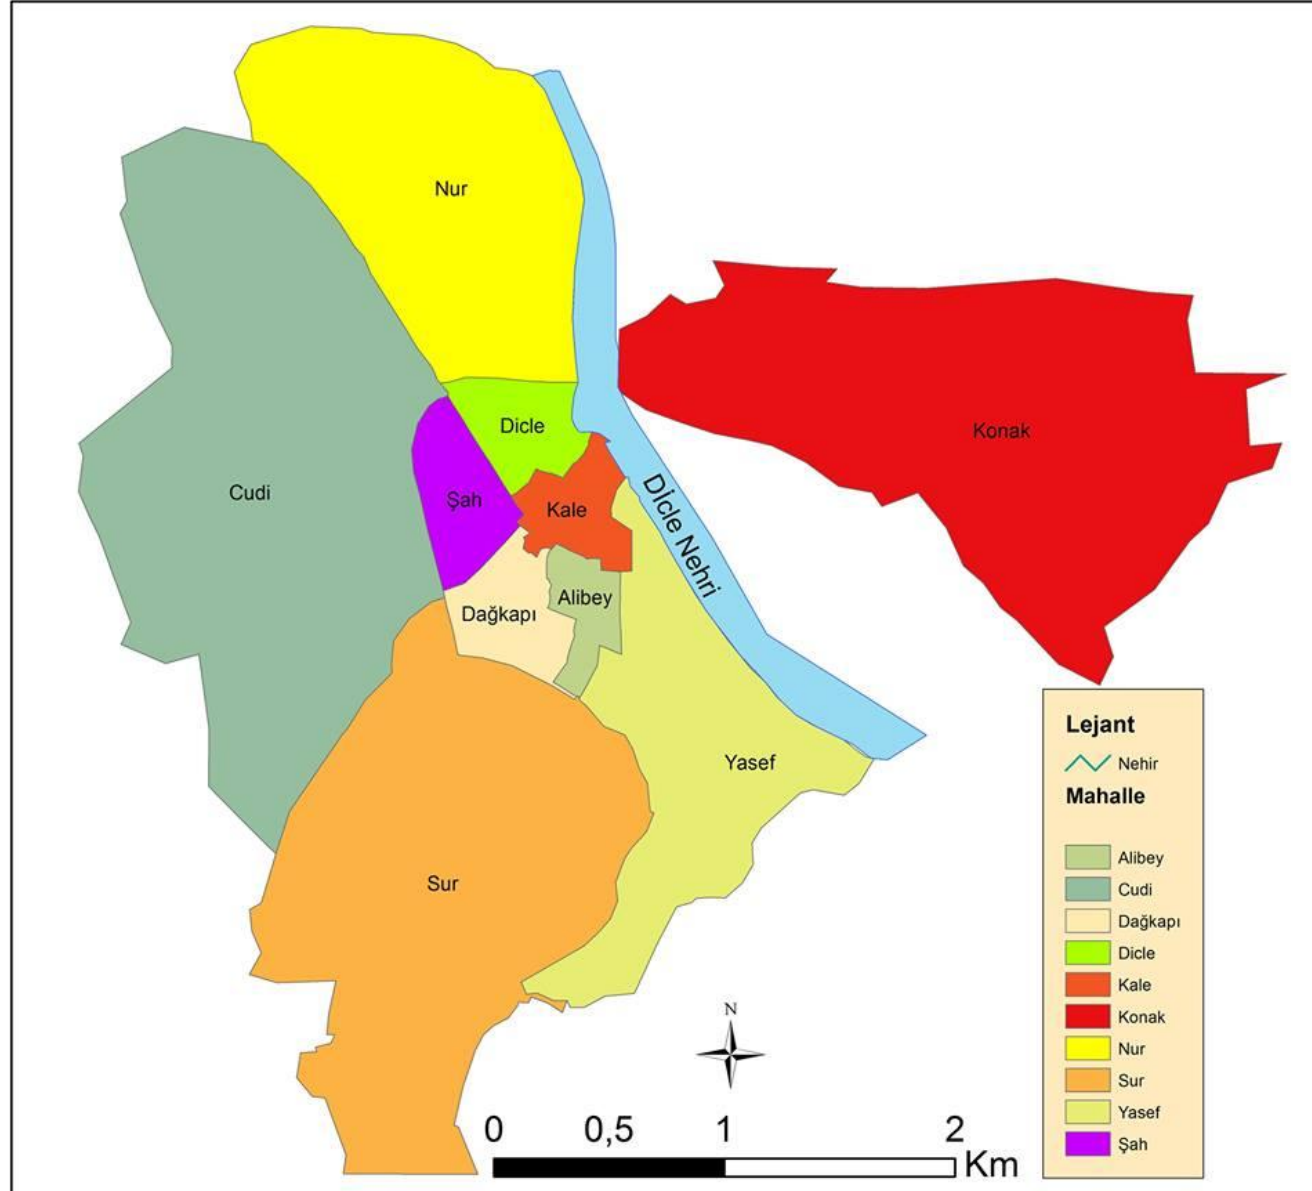 Nur
Dicle
Konak
Cudi
Şah
Kale
Dicle Nehri
Alibey
Dağkapı
Yasef
Sur
Lejant
Nehir
Mahalle
Alibey
Cudi
Dağkapı
Dicle
Kale
Konak
Nur
Sur
Yasef
Şah
N
0 0,5 1 2
Km